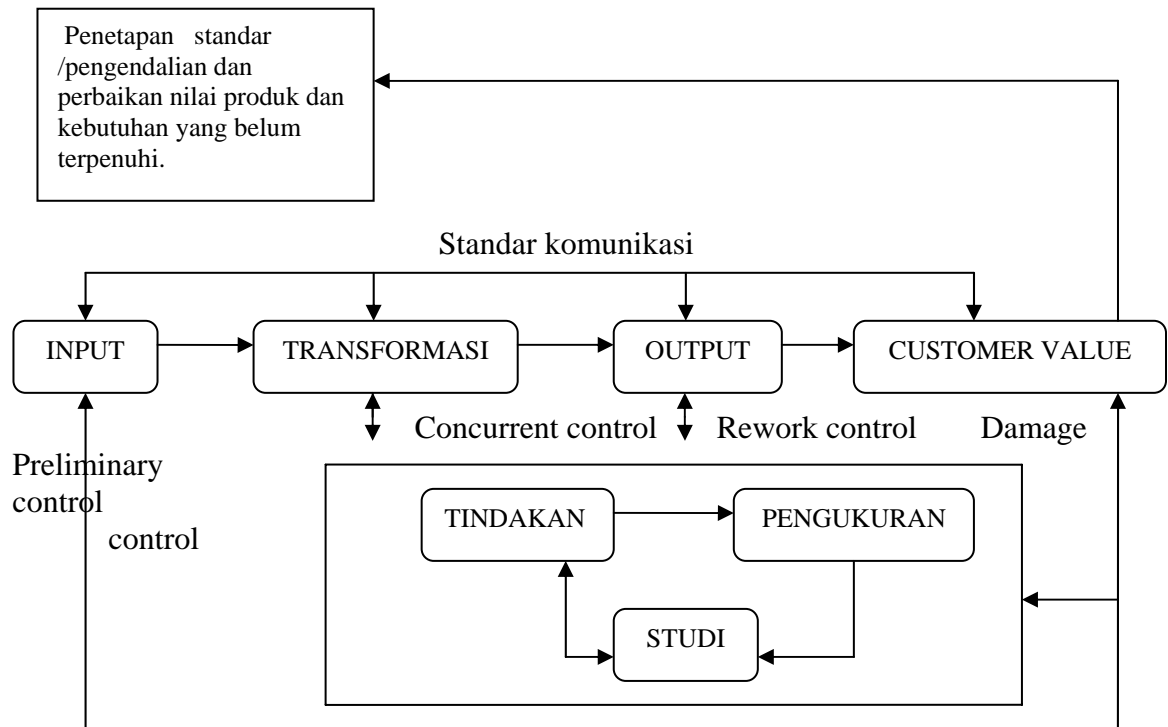 Penetapan standar
/pengendalian dan
perbaikan nilai produk dan
kebutuhan yang belum
terpenuhi.
Standar komunikasi
INPUT
TRANSFORMASI
OUTPUT
CUSTOMER VALUE
Concurrent control
Rework control
Damage
Preliminary
control
control
TINDAKAN
PENGUKURAN
STUDI